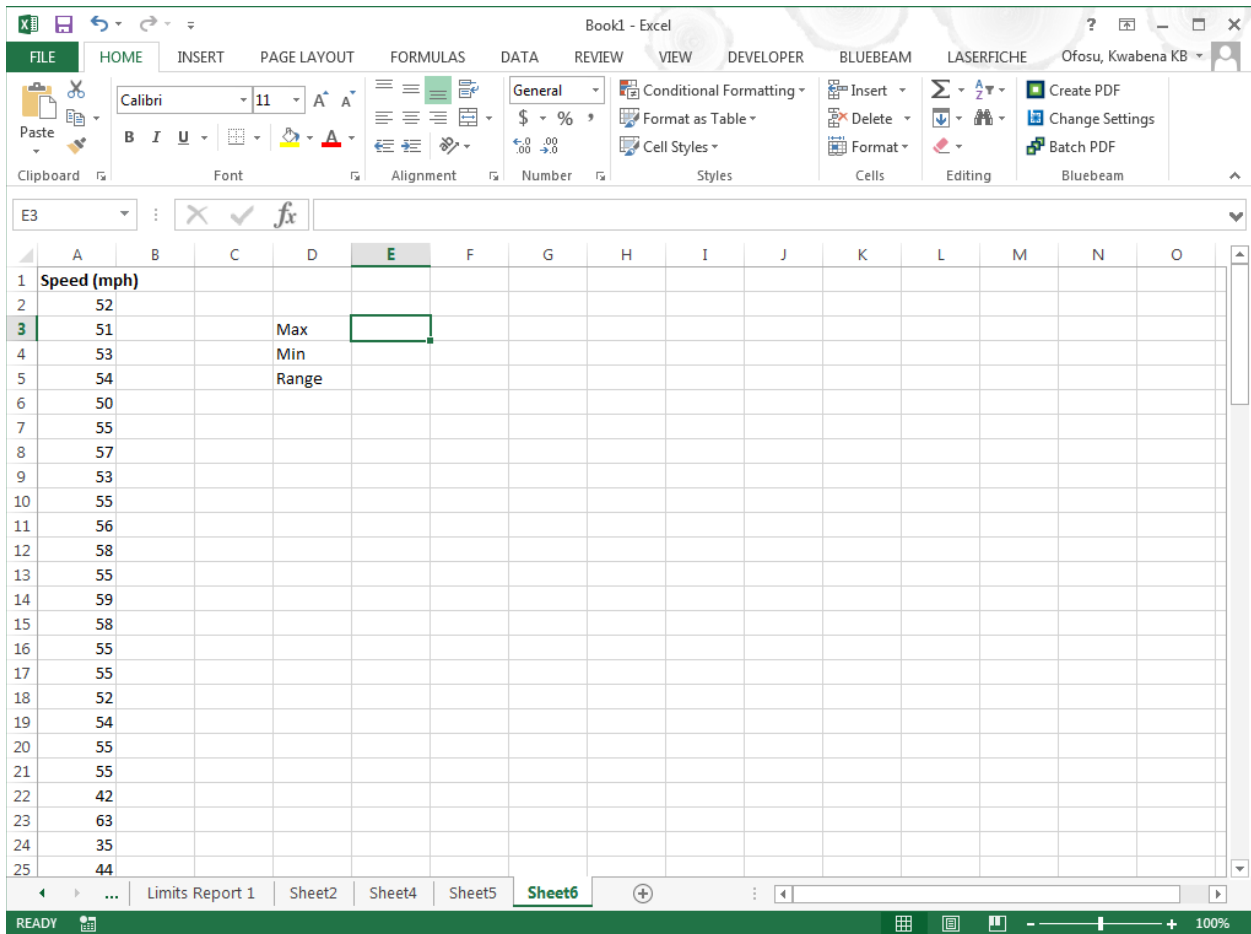 Book1 - Excel
?
FILE HOME INSERT PAGE LAYOUT FORMULAS DATA REVIEW VIEW DEVELOPER BLUEBEAM LASERFICHE Ofosu, Kwabena KB
Paste
Calibri 11 A A
B I U A
General
$ % ,
.0 .00 .00 .0
Conditional Formatting
Format as Table
Cell Styles
Insert
Delete
Format
Σ A Z
Create PDF
Change Settings
Batch PDF
Clipboard Font Alignment Number Styles Cells Editing Bluebeam
E3 fx
A B C D E F G H I J K L M N O
1 Speed (mph)
2 52
3 51 Max
4 53 Min
5 54 Range
6 50
7 55
8 57
9 53
10 55
11 56
12 58
13 55
14 59
15 58
16 55
17 55
18 52
19 54
20 55
21 55
22 42
23 63
24 35
25 44
... Limits Report 1 Sheet2 Sheet4 Sheet5 Sheet6
READY 100%